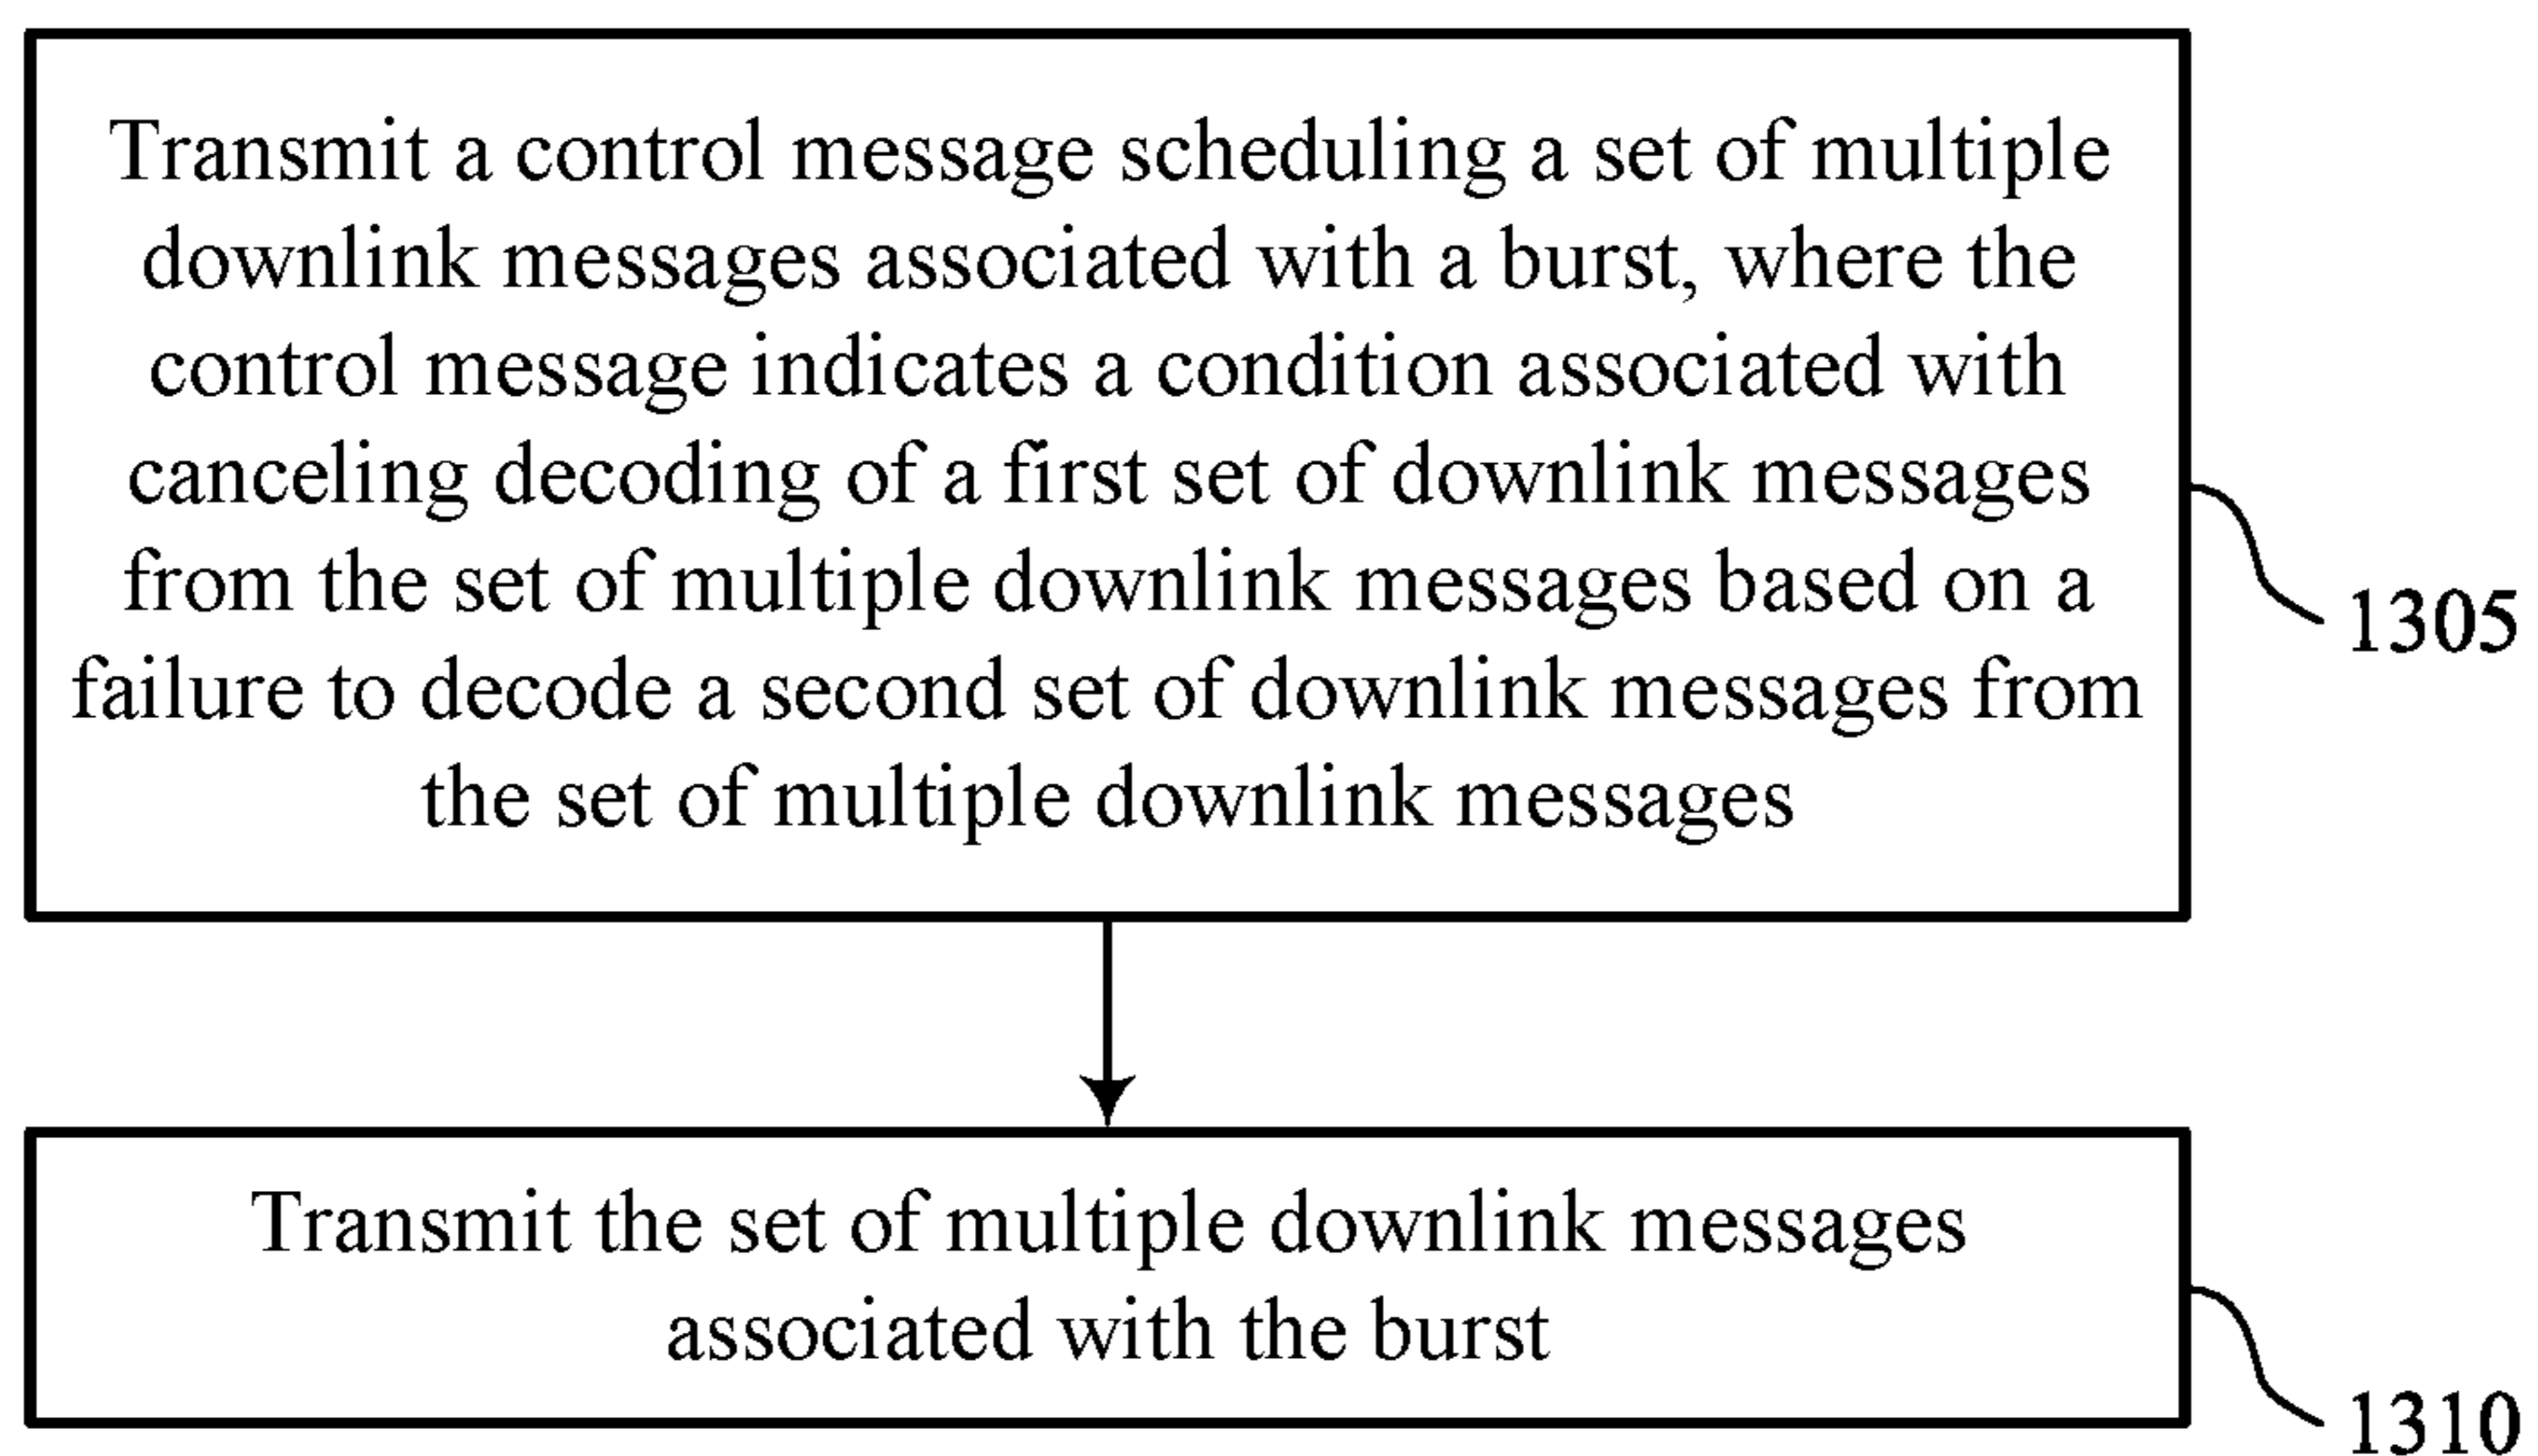 Transmit a control message scheduling a set of multiple
downlink messages associated with a burst, where the
control message indicates a condition associated with
canceling decoding of a first set of downlink messages
from the set of multiple downlink messages based on a
failure to decode a second set of downlink messages from
the set of multiple downlink messages
1305
Transmit the set of multiple downlink messages
associated with the burst
1310